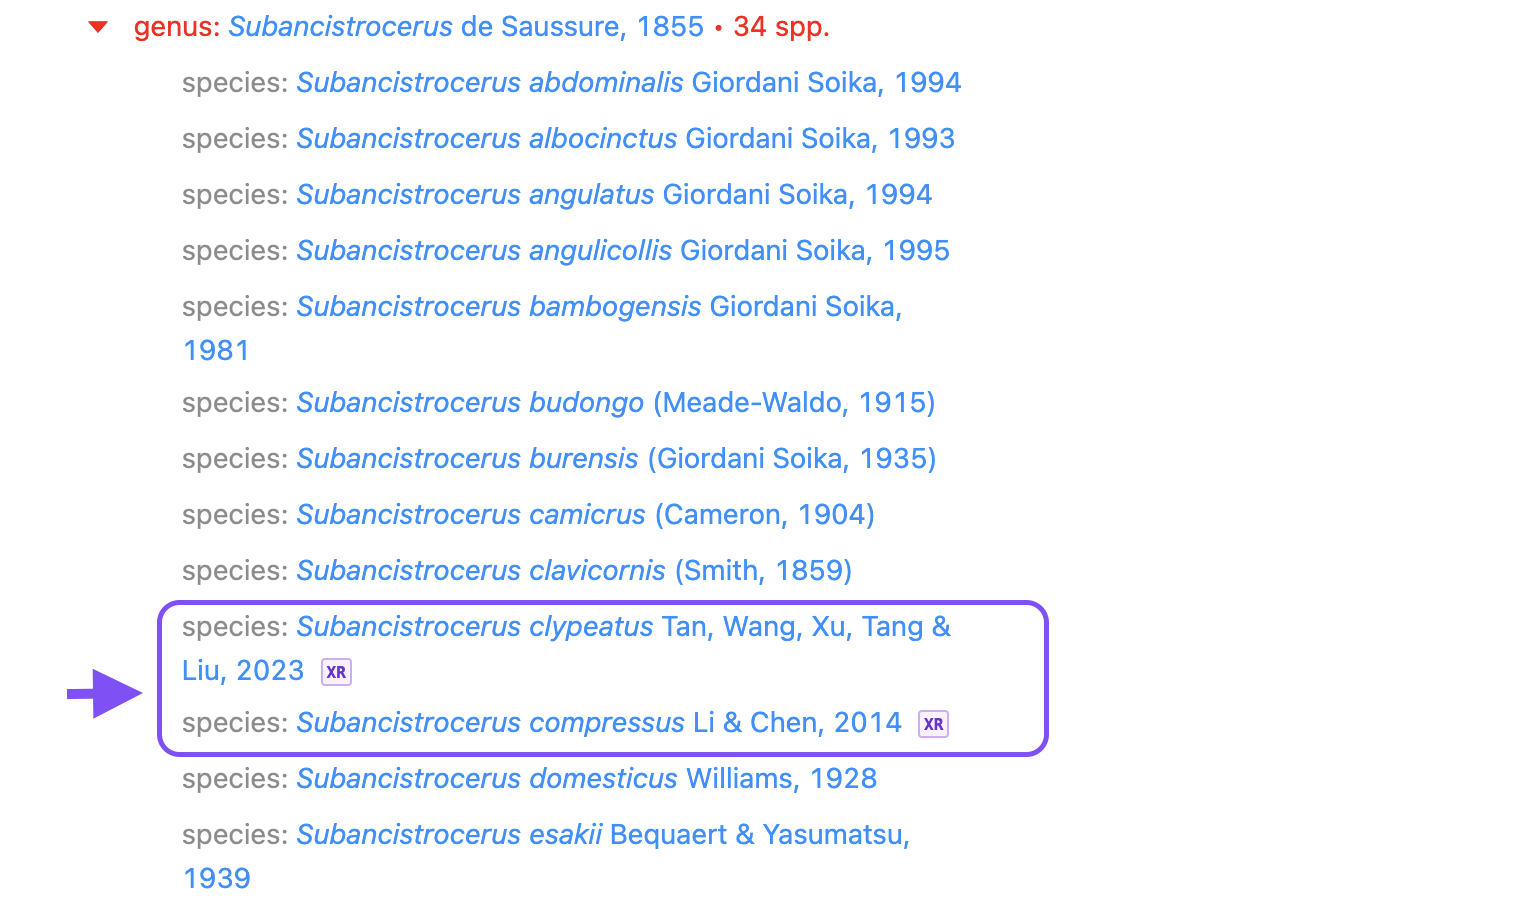 genus: Subancistrocerus de Saussure, 1855 • 34 spp.
species: Subancistrocerus abdominalis Giordani Soika, 1994
species: Subancistrocerus albocinctus Giordani Soika, 1993
species: Subancistrocerus angulatus Giordani Soika, 1994
species: Subancistrocerus angulicollis Giordani Soika, 1995
species: Subancistrocerus bambogensis Giordani Soika,
1981
species: Subancistrocerus budongo (Meade-Waldo, 1915)
species: Subancistrocerus burensis (Giordani Soika, 1935)
species: Subancistrocerus camicrus (Cameron, 1904)
species: Subancistrocerus clavicornis (Smith, 1859)
species: Subancistrocerus clypeatus Tan, Wang, Xu, Tang &
Liu, 2023 XR
species: Subancistrocerus compressus Li & Chen, 2014 XR
species: Subancistrocerus domesticus Williams, 1928
species: Subancistrocerus esakii Bequaert & Yasumatsu,
1939